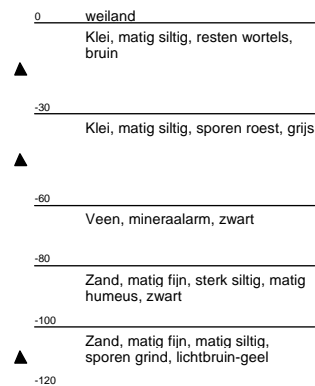 0 weiland
Klei, matig siltig, resten wortels,
bruin
-30
Klei, matig siltig, sporen roest, grijs
-60
Veen, mineraalarm, zwart
-80
Zand, matig fijn, sterk siltig, matig
humeus, zwart
-100
Zand, matig fijn, matig siltig,
sporen grind, lichtbruin-geel
-120